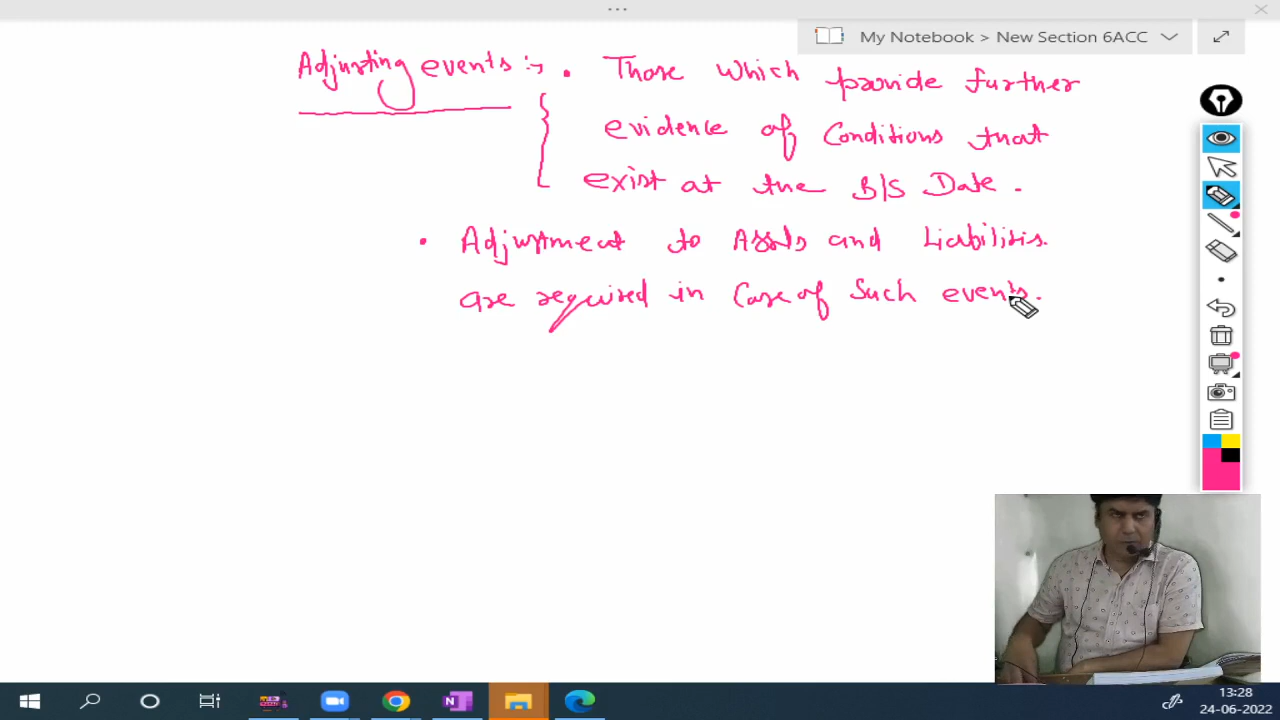 My Notebook > New Section 6ACC
Adjusting events :- • Those which provide further
evidence of Conditions that
exist at the B/S Date.
• Adjustment to Assets and Liabilities
are required in Case of Such events.
13:28
24-06-2022